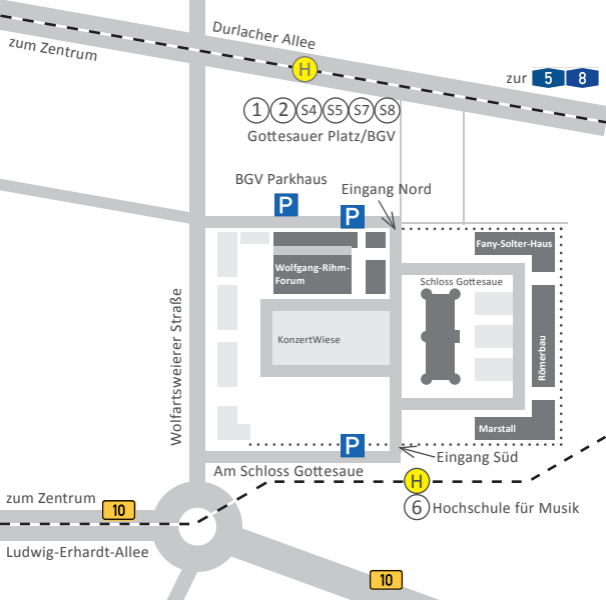 Durlacher Allee
zum Zentrum
H
zur 5 8
1 2 S4 S5 S7 S8
Gottesauer Platz/BGV
BGV Parkhaus
Eingang Nord
P
P
Fany-Solter-Haus
Wolfgang-Rihm-
Forum
Schloss Gottesaue
KonzertWiese
Römerbau
Wolfartsweierer Straße
Marstall
P
Eingang Süd
Am Schloss Gottesaue
H
zum Zentrum
10
6 Hochschule für Musik
Ludwig-Erhardt-Allee
10